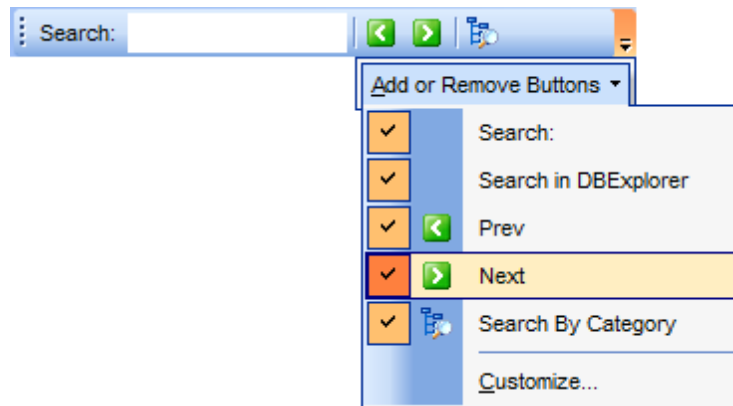 Search:
Add or Remove Buttons
Search:
Search in DBExplorer
Prev
Next
Search By Category
Customize...